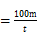 = 100m / t